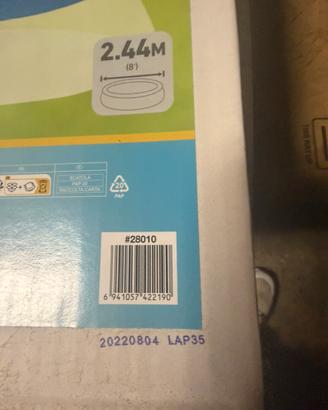 2.44M
(8')
SCATOLA
PAP 20
RACCOLTA CARTA
20
PAP
#28010
6 941057 422190
20220804 LAP35